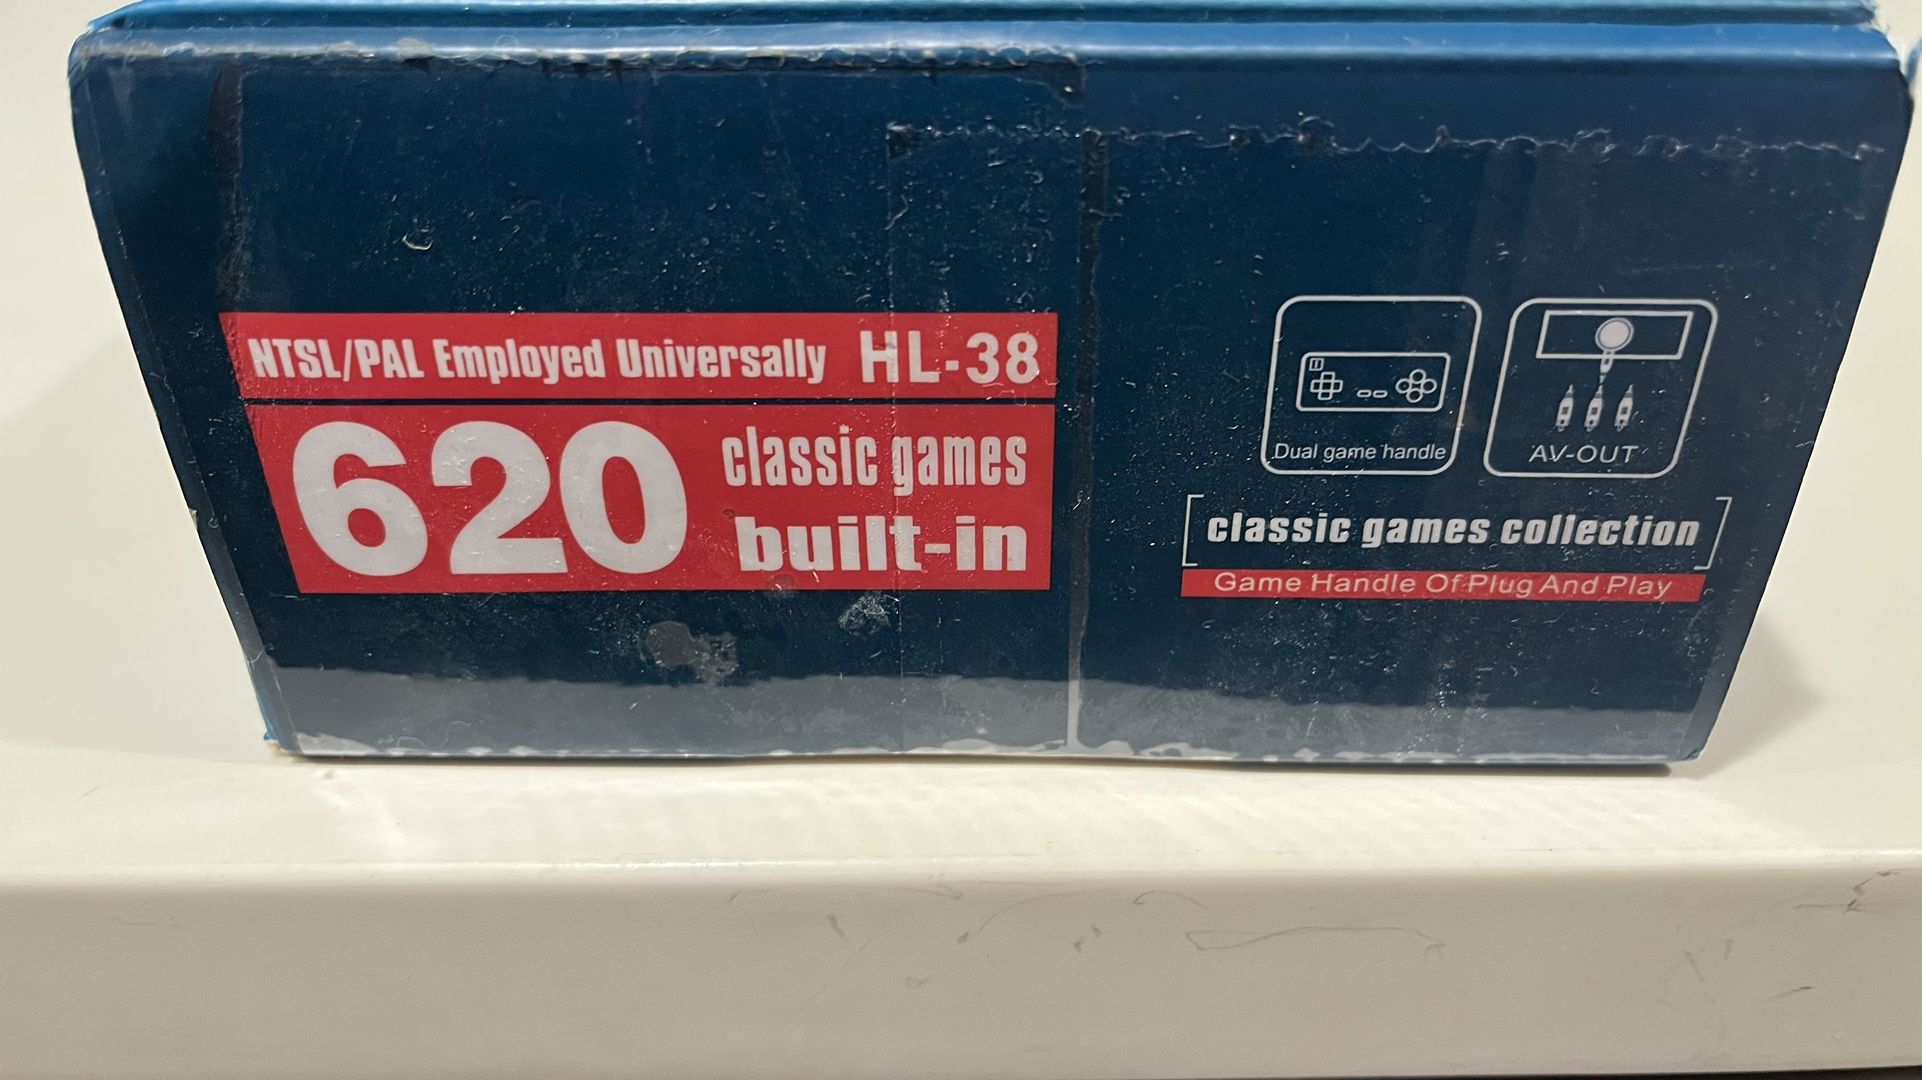 NTSL/PAL Employed Universally HL-38
620 classic games
built-in
Dual game handle
AV-OUT
classic games collection
Game Handle Of Plug And Play